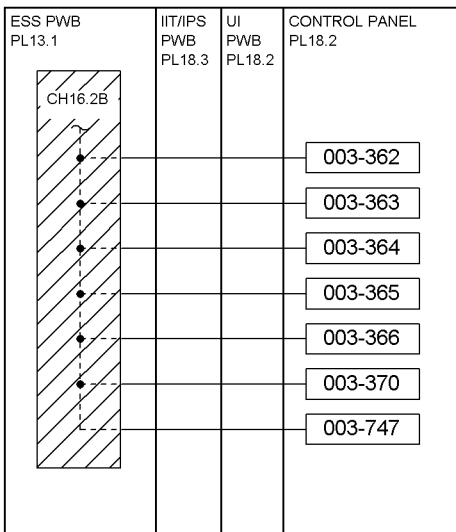 ESS PWB
PL13.1
IIT/IPS
PWB
PL18.3
UI
PWB
PL18.2
CONTROL PANEL
PL18.2
CH16.2B
003-362
003-363
003-364
003-365
003-366
003-370
003-747